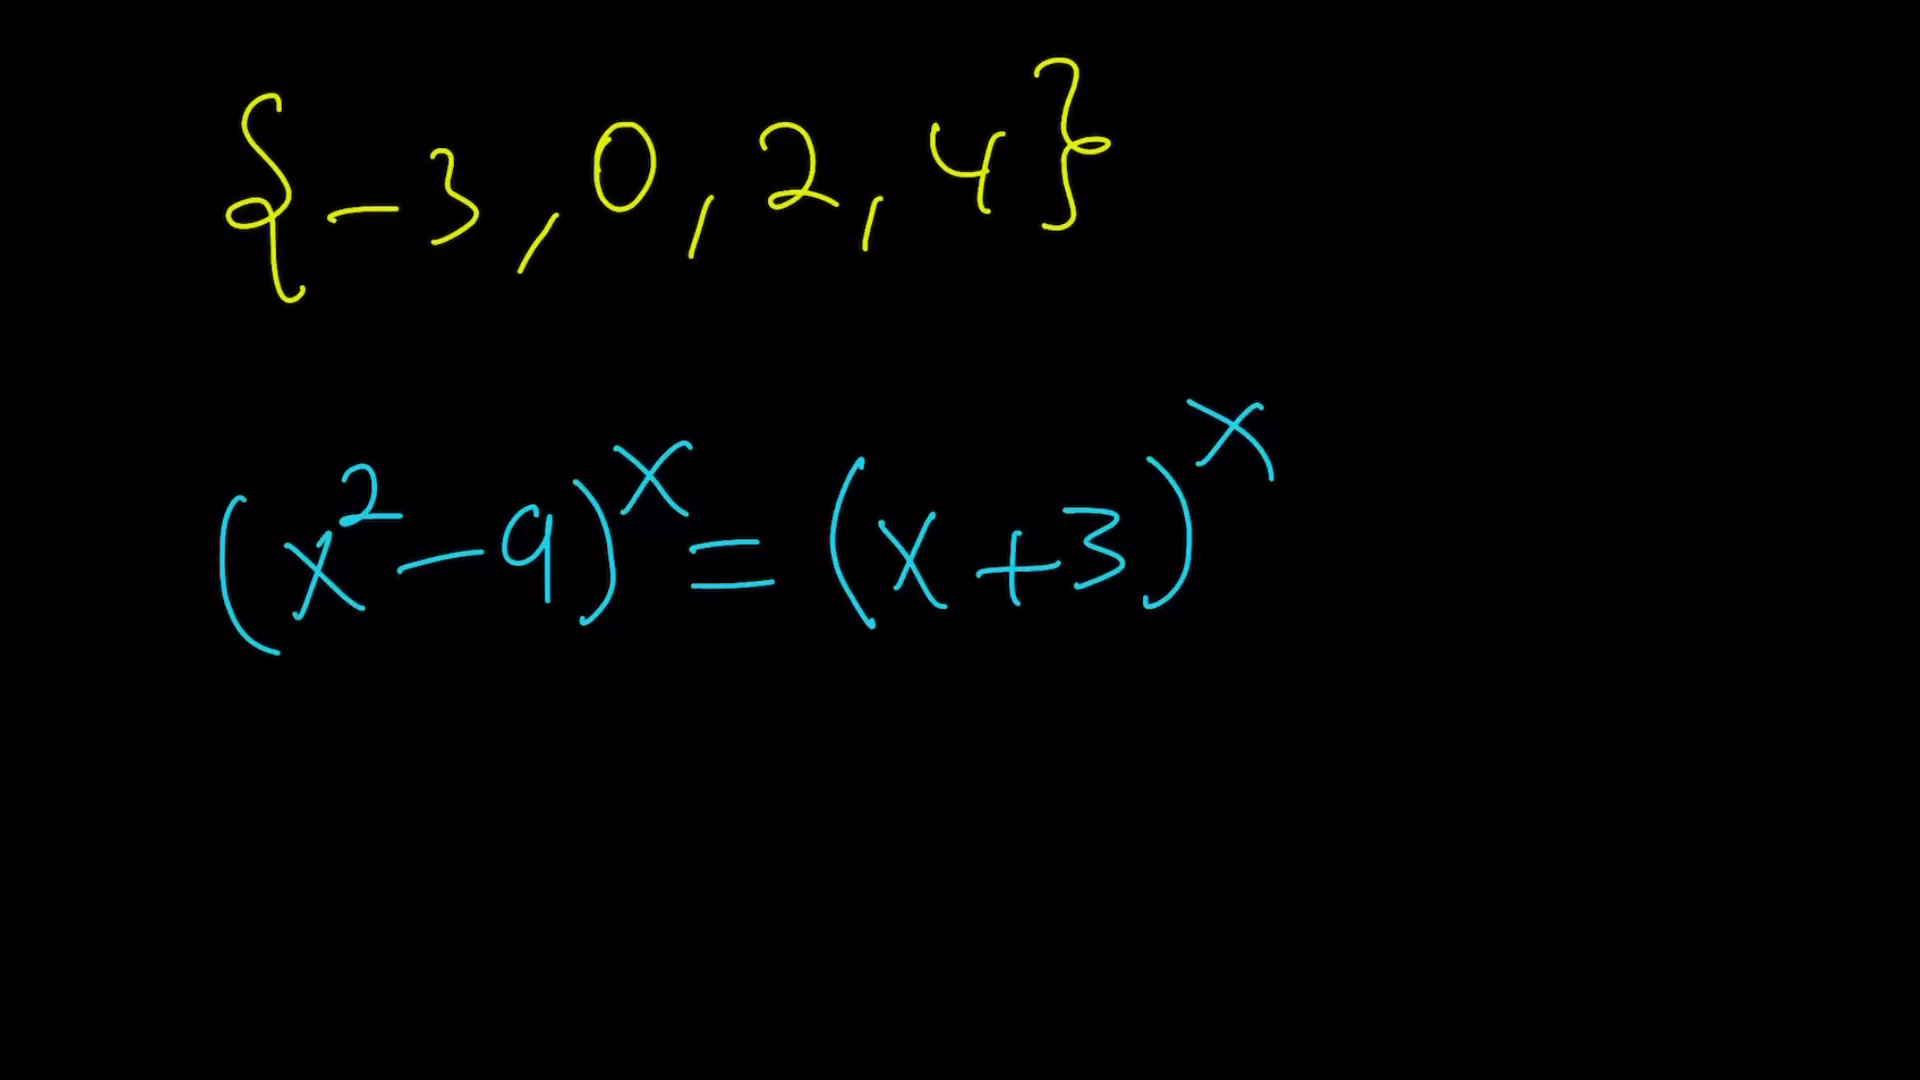 {-3, 0, 2, 4}
(x²-9)ˣ = (x+3)ˣ